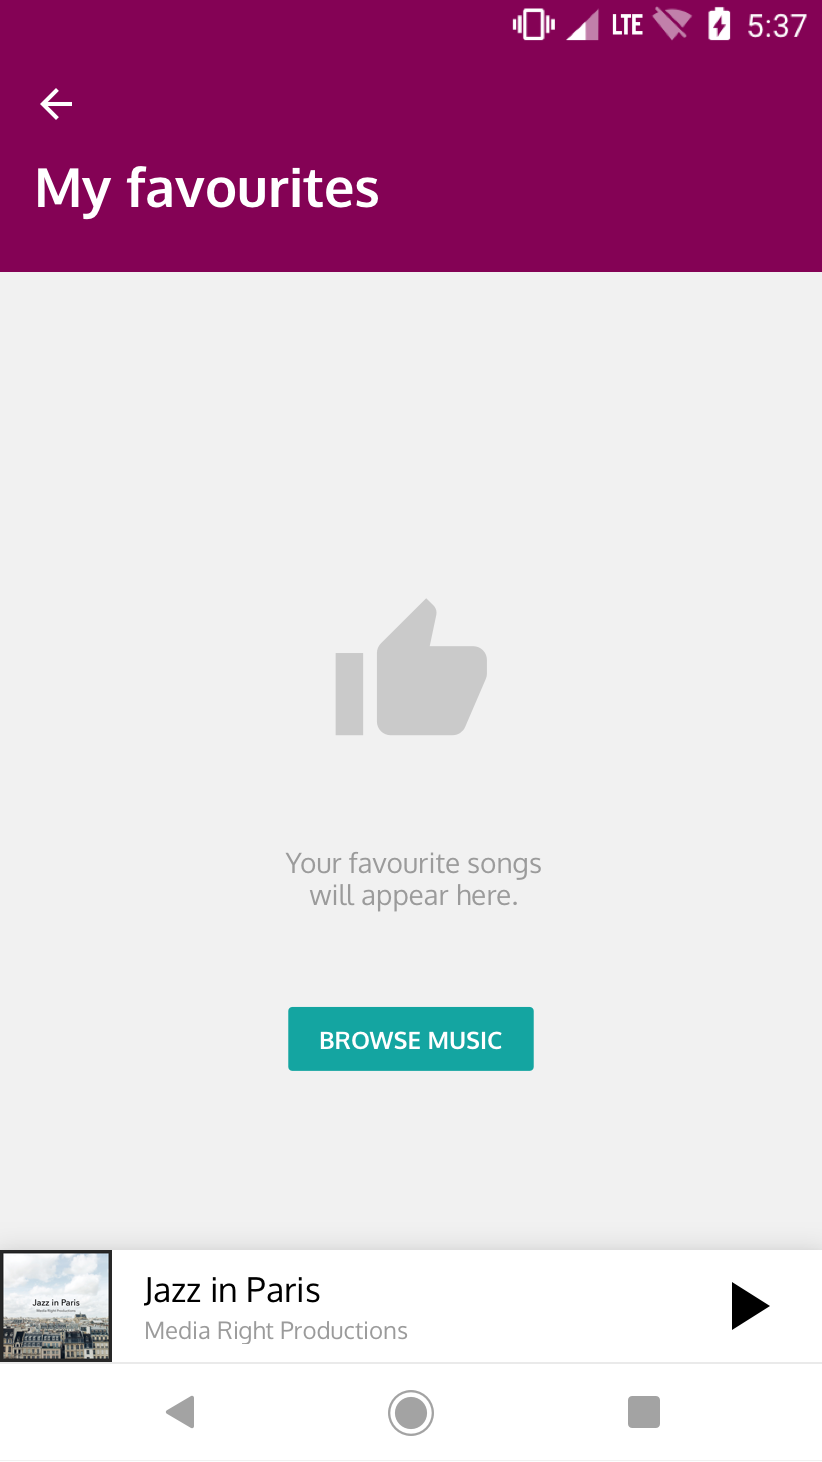 LTE 5:37
My favourites
Your favourite songs
will appear here.
BROWSE MUSIC
Jazz in Paris
Media Right Productions
Jazz in Paris
Media Right Productions